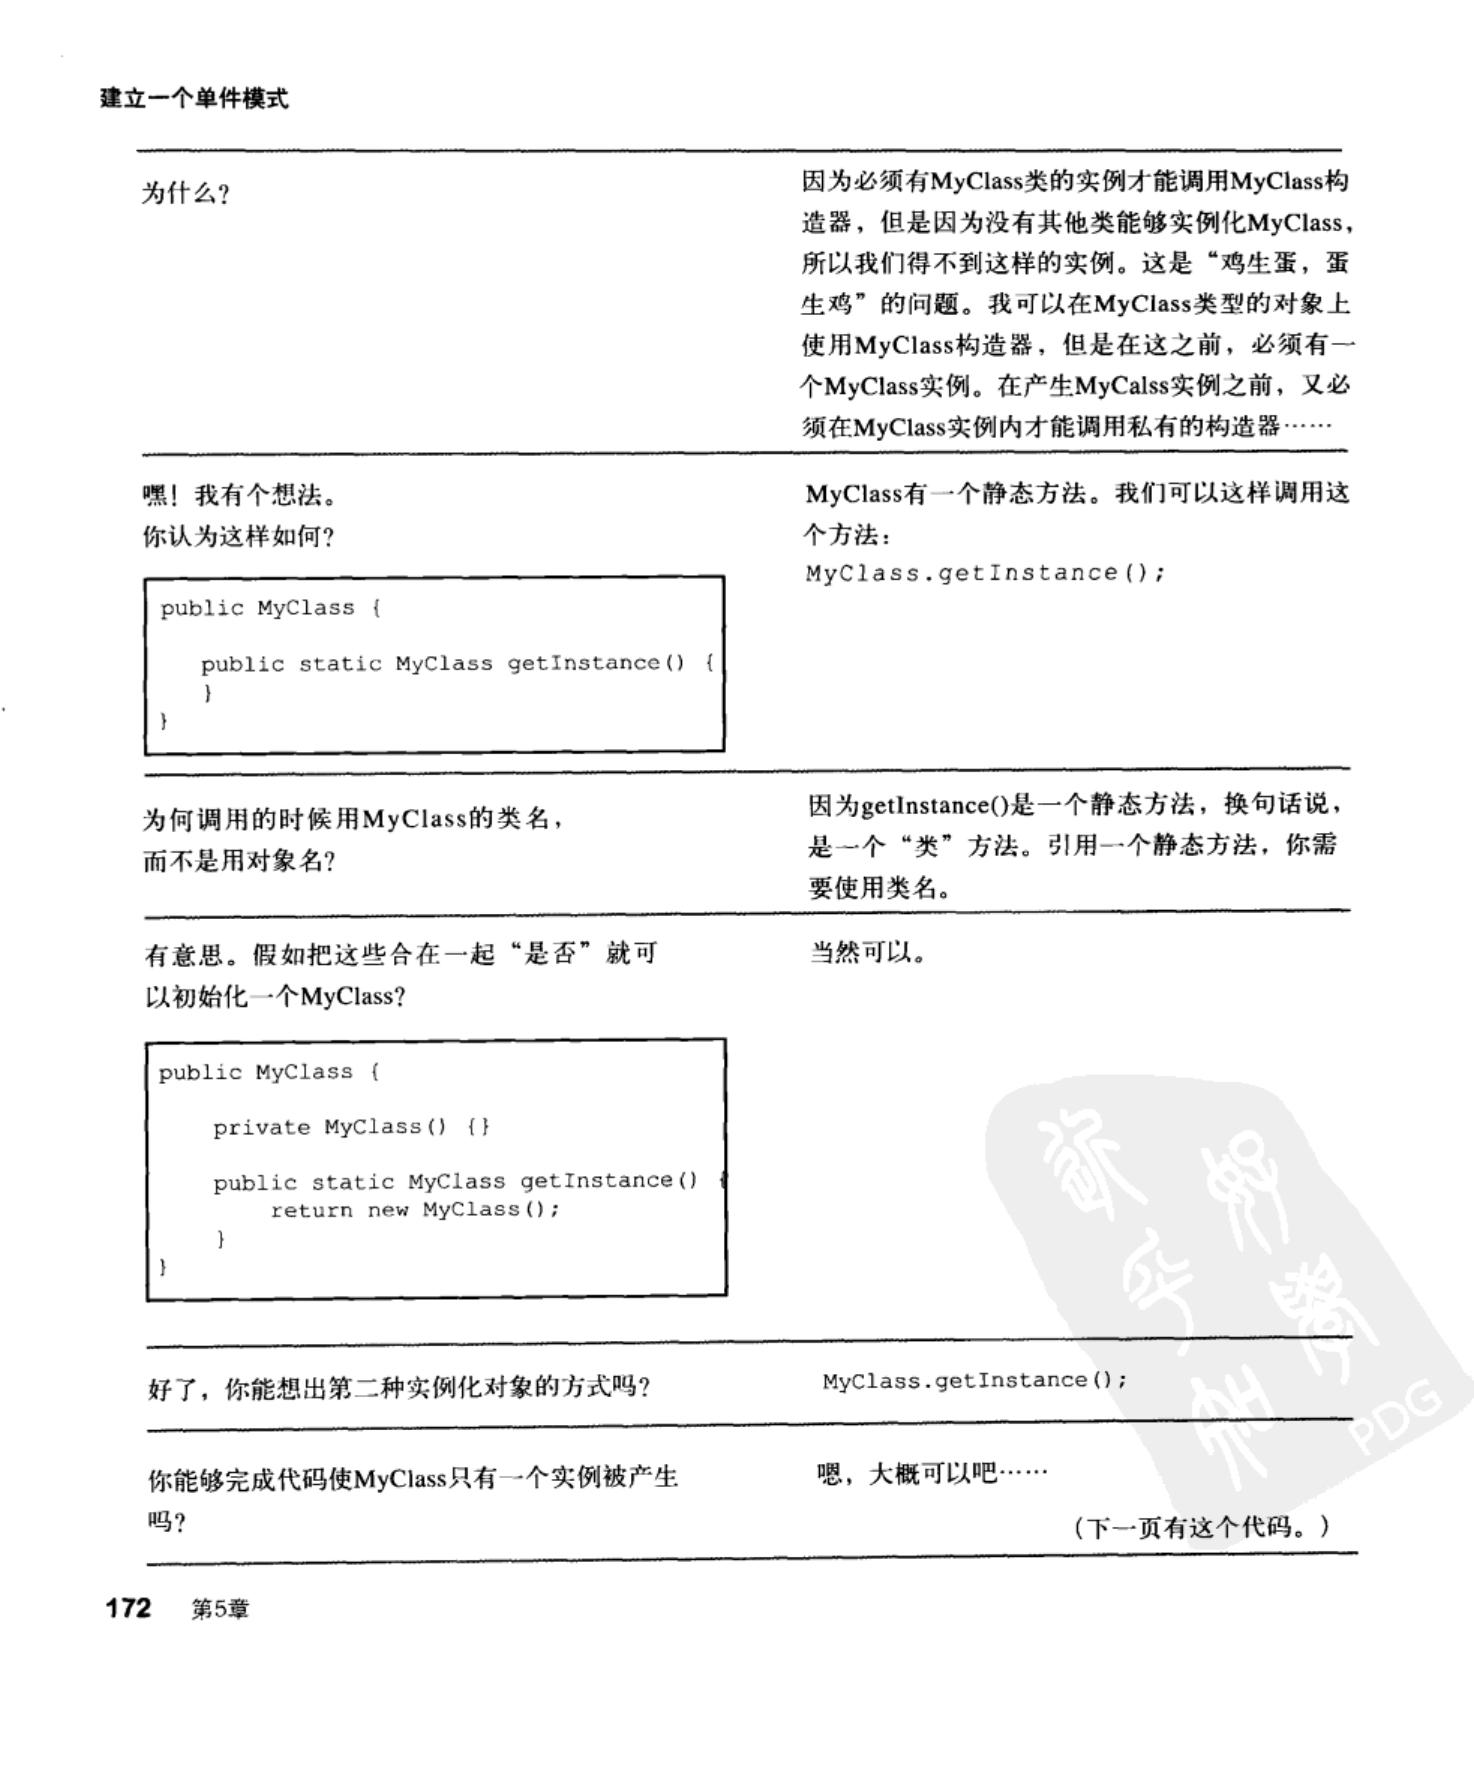 建立一个单件模式
为什么?
因为必须有MyClass类的实例才能调用MyClass构
造器，但是因为没有其他类能够实例化MyClass，
所以我们得不到这样的实例。这是“鸡生蛋，蛋
生鸡”的问题。我可以在MyClass类型的对象上
使用MyClass构造器，但是在这之前，必须有一
个MyClass实例。在产生MyCalss实例之前，又必
须在MyClass实例内才能调用私有的构造器……
嘿！我有个想法。
你认为这样如何?
public MyClass {
public static MyClass getInstance() {
}
}
MyClass有一个静态方法。我们可以这样调用这
个方法：
MyClass.getInstance();
为何调用的时候用MyClass的类名，
而不是用对象名?
因为getInstance()是一个静态方法，换句话说，
是一个“类”方法。引用一个静态方法，你需
要使用类名。
有意思。假如把这些合在一起“是否”就可
以初始化一个MyClass?
public MyClass {
private MyClass() {}
public static MyClass getInstance() {
return new MyClass();
}
}
当然可以。
好了，你能想出第二种实例化对象的方式吗?
MyClass.getInstance();
你能够完成代码使MyClass只有一个实例被产生
吗?
嗯，大概可以吧……
（下一页有这个代码。）
172 第5章
PDG